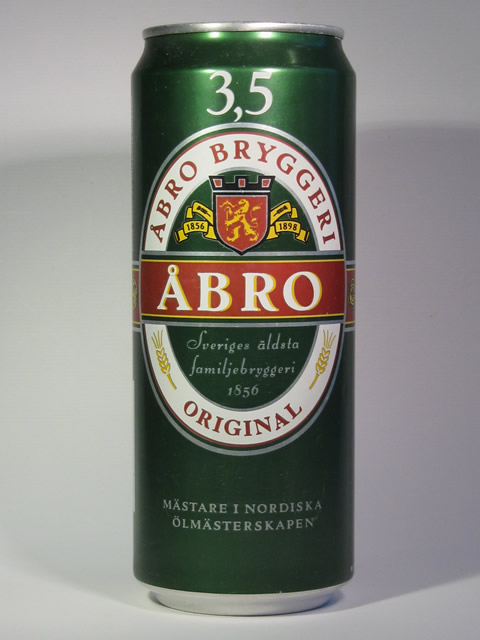 3,5
ÅBRO BRYGGERI
1856 1898
ÅBRO
Sveriges äldsta
familjebryggeri
1856
ORIGINAL
MÄSTARE I NORDISKA
ÖLMÄSTERSKAPEN